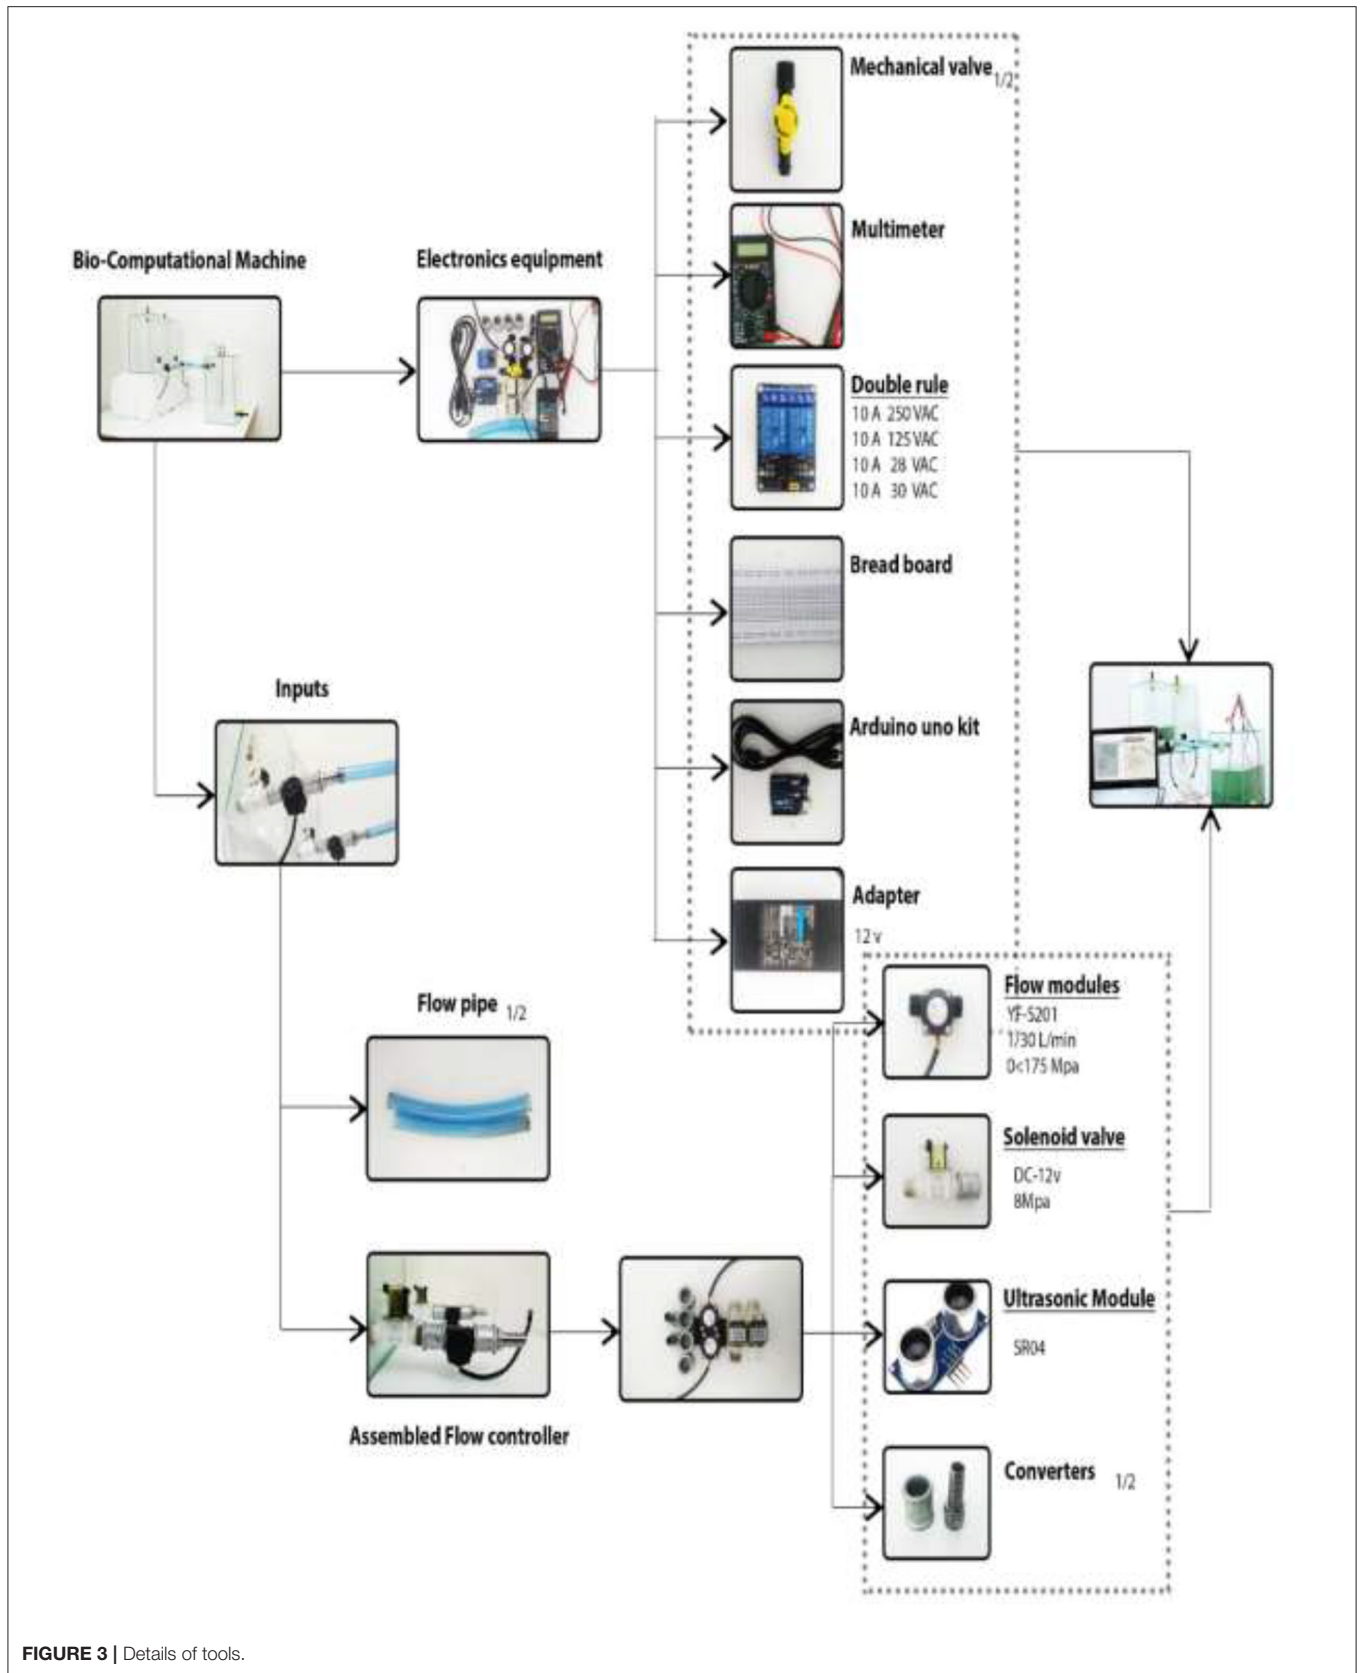 Mechanical valve 1/2
Multimeter
Bio-Computational Machine
Electronics equipment
Double rule
10 A 250 VAC
10 A 125 VAC
10 A 28 VAC
10 A 30 VAC
Bread board
Inputs
Arduino uno kit
Adapter
12 v
Flow pipe 1/2
Flow modules
YF-S201
1/30 L/min
0<175 Mpa
Solenoid valve
DC-12v
8Mpa
Ultrasonic Module
SR04
Assembled Flow controller
Converters 1/2
FIGURE 3 | Details of tools.